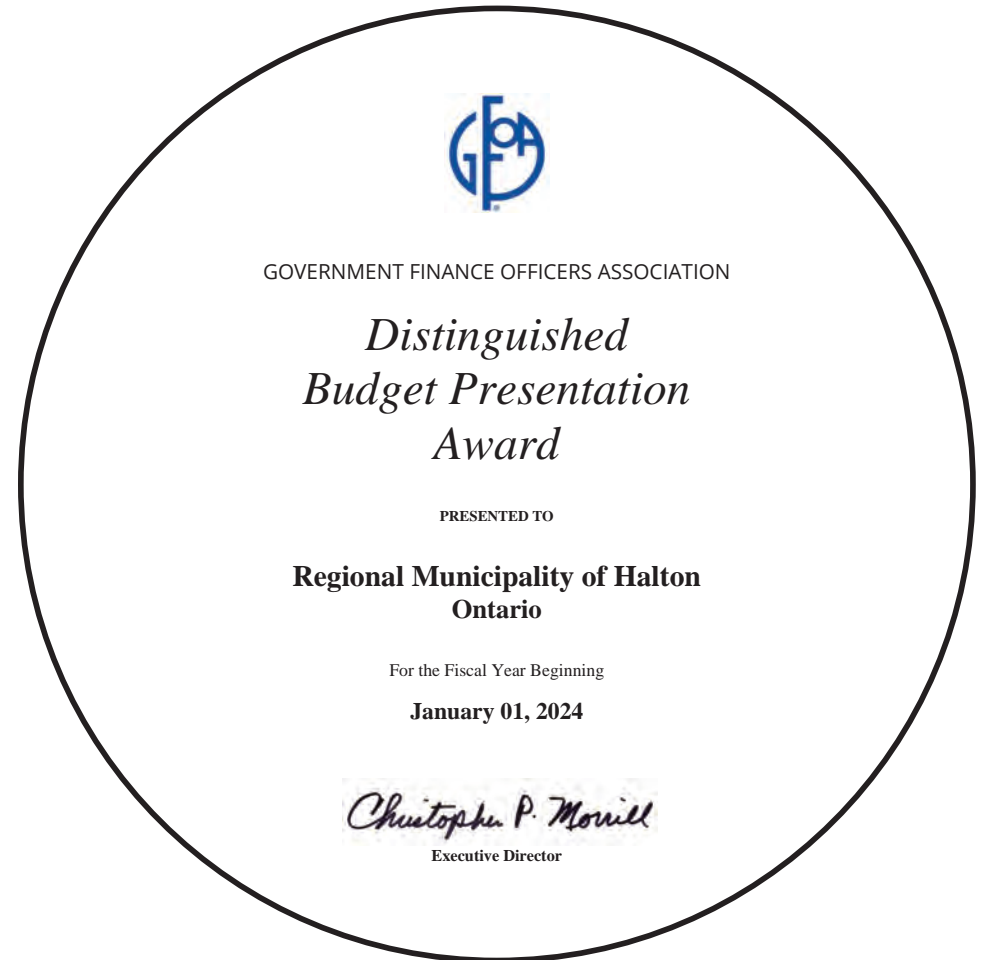 GFOA
GOVERNMENT FINANCE OFFICERS ASSOCIATION
Distinguished
Budget Presentation
Award
PRESENTED TO
Regional Municipality of Halton
Ontario
For the Fiscal Year Beginning
January 01, 2024
Christopher P. Morrill
Executive Director